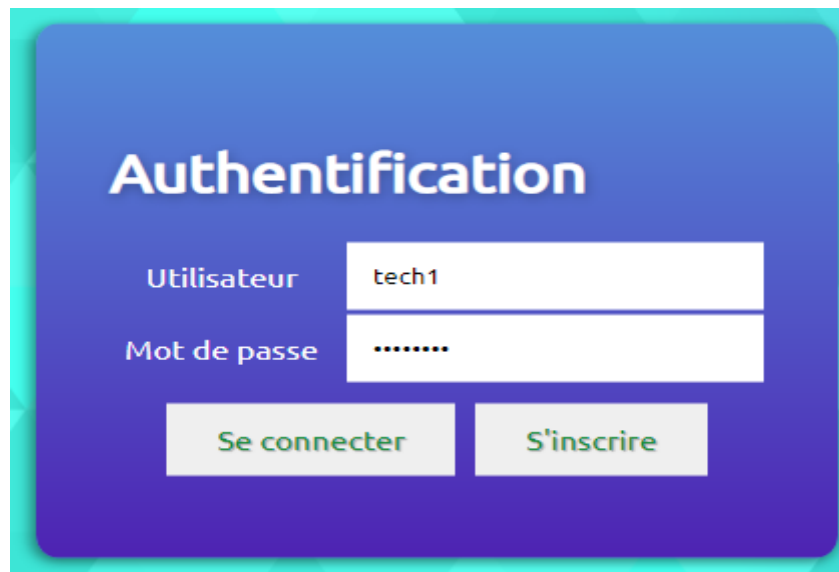 Authentification
Utilisateur tech1
Mot de passe ••••••••
Se connecter S'inscrire